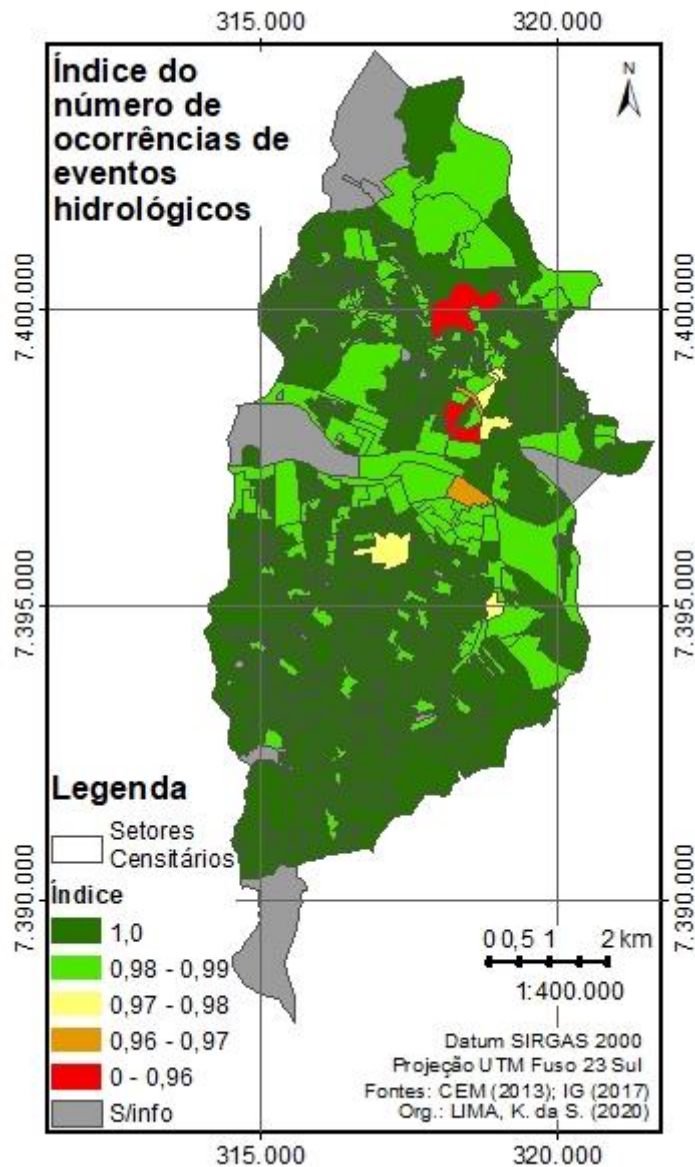 315.000 320.000
Índice do
número de
ocorrências de
eventos
hidrológicos
N
7.400.000 7.400.000
7.395.000 7.395.000
7.390.000 7.390.000
Legenda
Setores
Censitários
Índice
1,0
0,98 - 0,99
0,97 - 0,98
0,96 - 0,97
0 - 0,96
S/info
0 0,5 1 2 km
1:400.000
Datum SIRGAS 2000
Projeção UTM Fuso 23 Sul
Fontes: CEM (2013); IG (2017)
Org.: LIMA, K. da S. (2020)
315.000 320.000